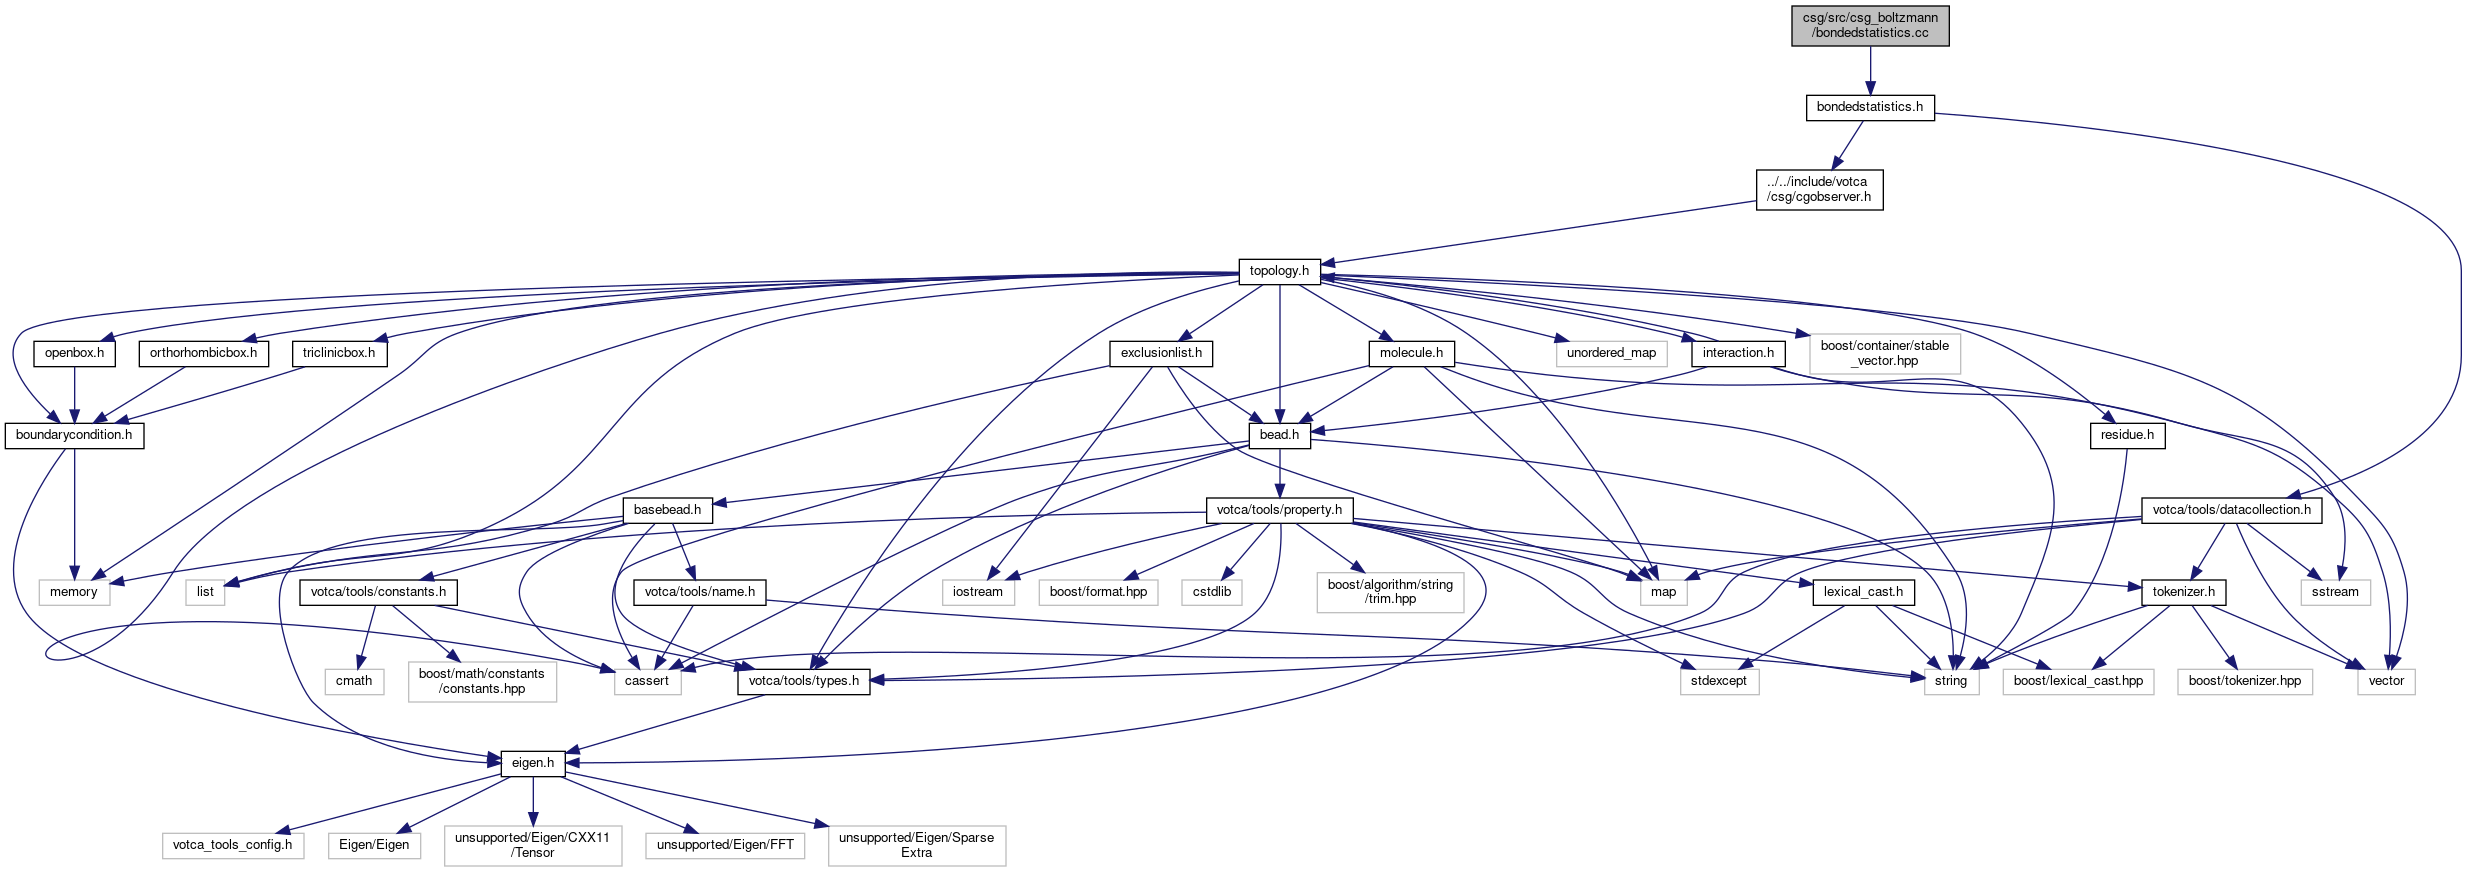 csg/src/csg_boltzmann
/bondedstatistics.cc
bondedstatistics.h
../../include/votca
/csg/cgobserver.h
topology.h
openbox.h
orthorhombicbox.h
triclinicbox.h
exclusionlist.h
molecule.h
unordered_map
interaction.h
boost/container/stable
_vector.hpp
boundarycondition.h
bead.h
residue.h
basebead.h
votca/tools/property.h
votca/tools/datacollection.h
memory
list
votca/tools/constants.h
votca/tools/name.h
iostream
boost/format.hpp
cstdlib
boost/algorithm/string
/trim.hpp
map
lexical_cast.h
tokenizer.h
sstream
cmath
boost/math/constants
/constants.hpp
cassert
votca/tools/types.h
stdexcept
string
boost/lexical_cast.hpp
boost/tokenizer.hpp
vector
eigen.h
votca_tools_config.h
Eigen/Eigen
unsupported/Eigen/CXX11
/Tensor
unsupported/Eigen/FFT
unsupported/Eigen/Sparse
Extra